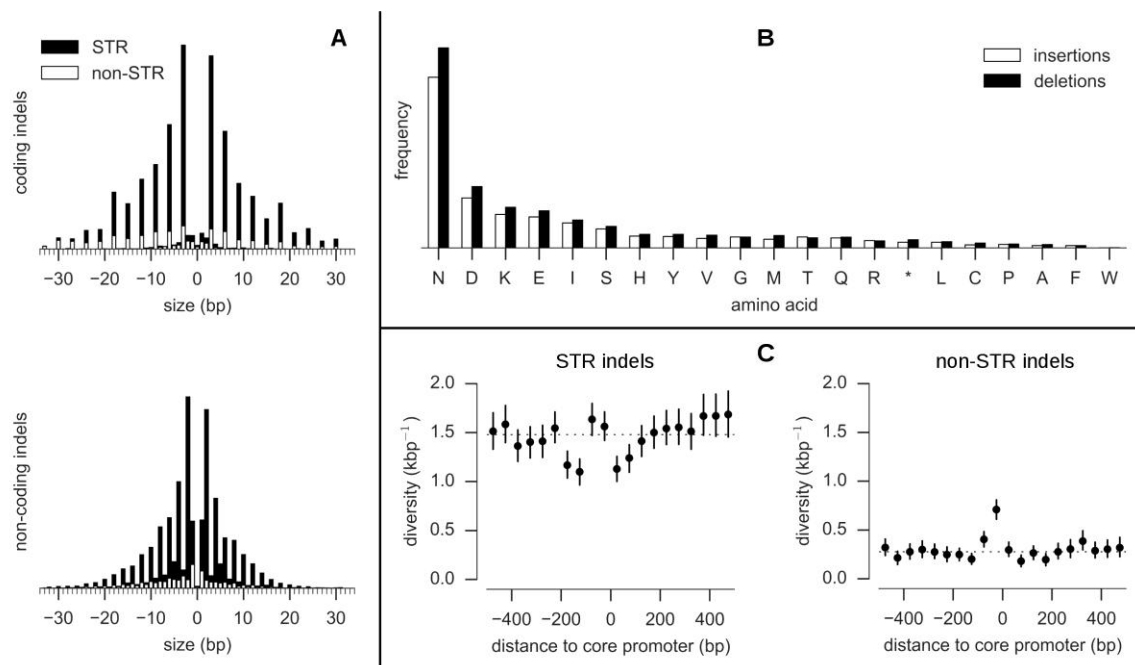 A
STR
non-STR
coding indels
−30 −20 −10 0 10 20 30
size (bp)
non-coding indels
−30 −20 −10 0 10 20 30
size (bp)
B
insertions
deletions
frequency
N D K E I S H Y V G M T Q R * L C P A F W
amino acid
C
STR indels
diversity (kbp⁻¹)
2.0
1.5
1.0
0.5
0.0
−400 −200 0 200 400
distance to core promoter (bp)
non-STR indels
diversity (kbp⁻¹)
2.0
1.5
1.0
0.5
0.0
−400 −200 0 200 400
distance to core promoter (bp)